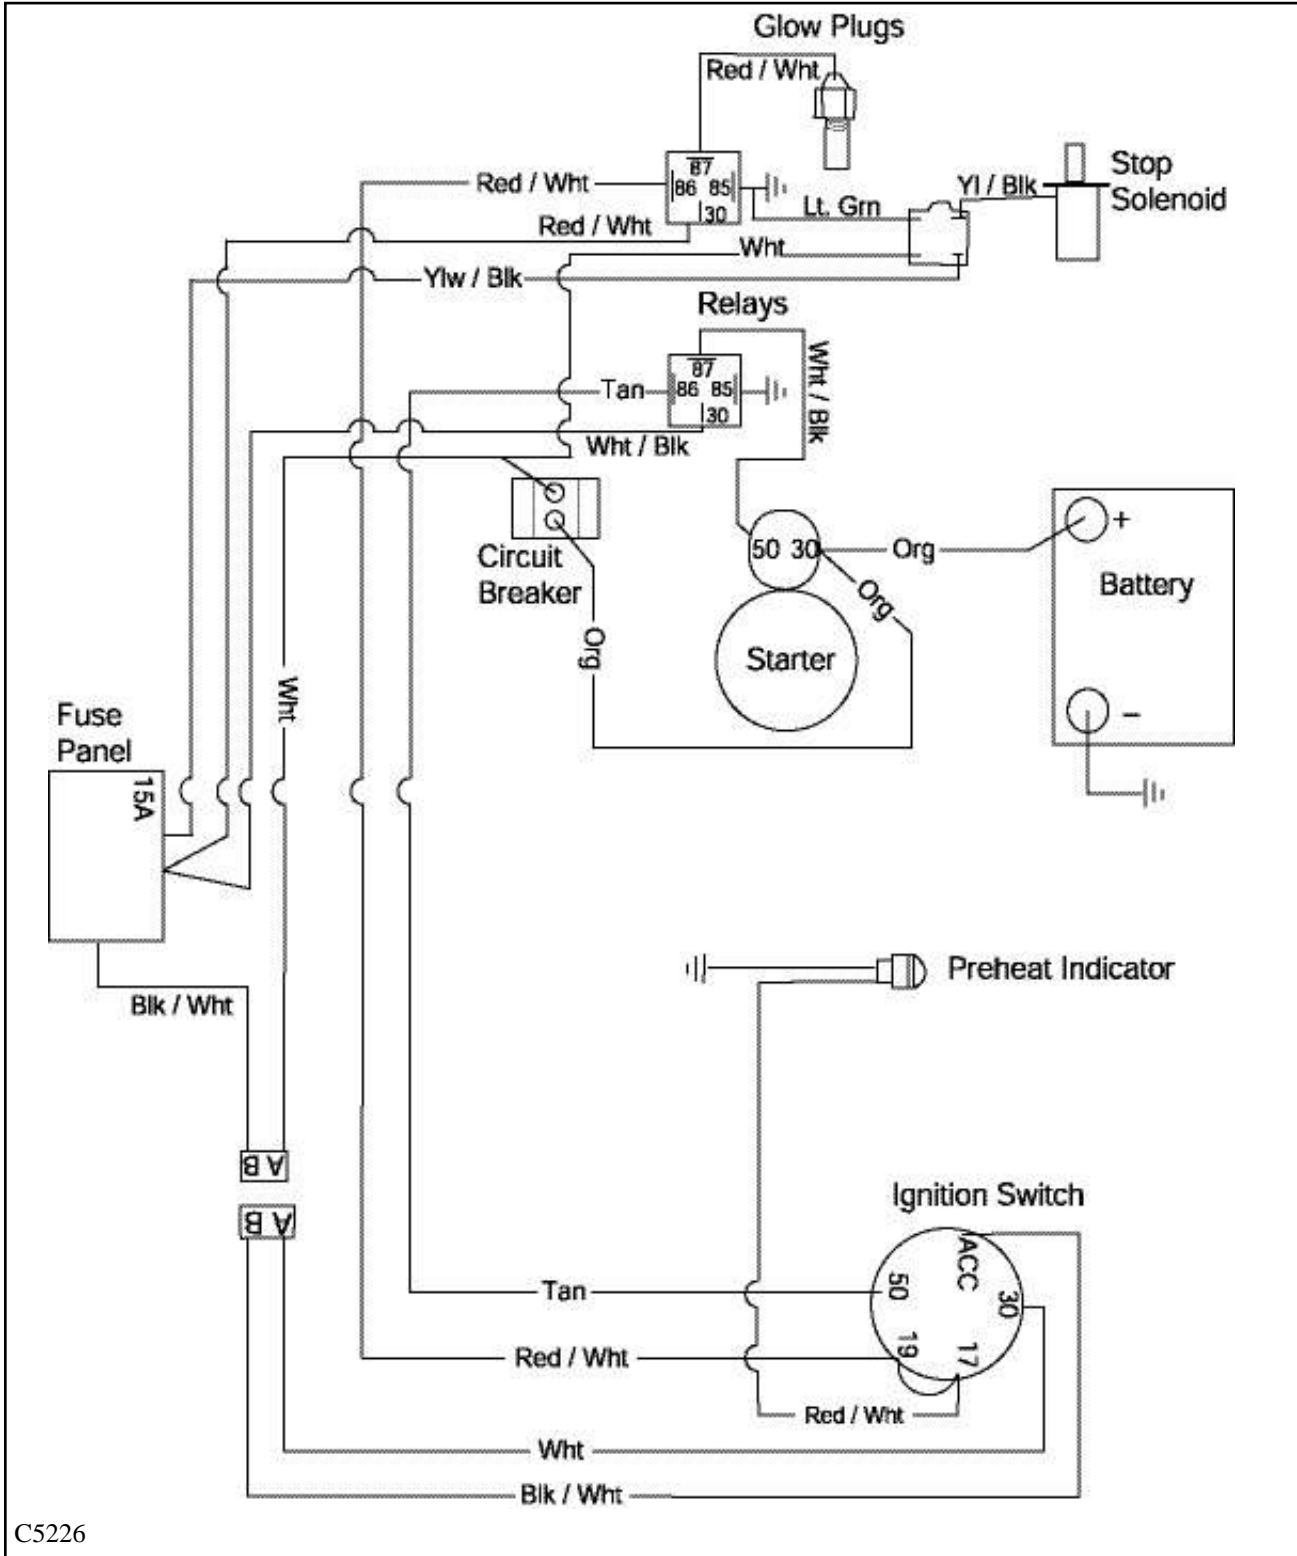 Glow Plugs
Red / Wht
87
86 85
30
Red / Wht
Red / Wht
Lt. Grn
Yl / Blk
Stop
Solenoid
Wht
Ylw / Blk
Relays
87
86 85
30
Tan
Wht / Blk
Wht / Blk
Circuit
Breaker
50 30
Org
Org
Org
Starter
+
Battery
–
Wht
Fuse
Panel
15A
Blk / Wht
Preheat Indicator
A B
A B
Ignition Switch
ACC
50
30
19
17
Tan
Red / Wht
Red / Wht
Wht
Blk / Wht
C5226